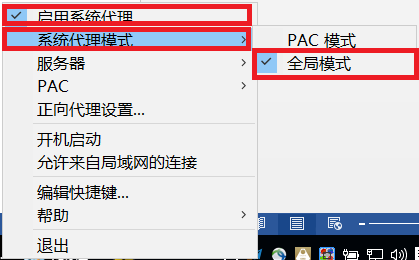 启用系统代理
系统代理模式
PAC 模式
全局模式
服务器
PAC
正向代理设置...
开机启动
允许来自局域网的连接
编辑快捷键...
帮助
退出